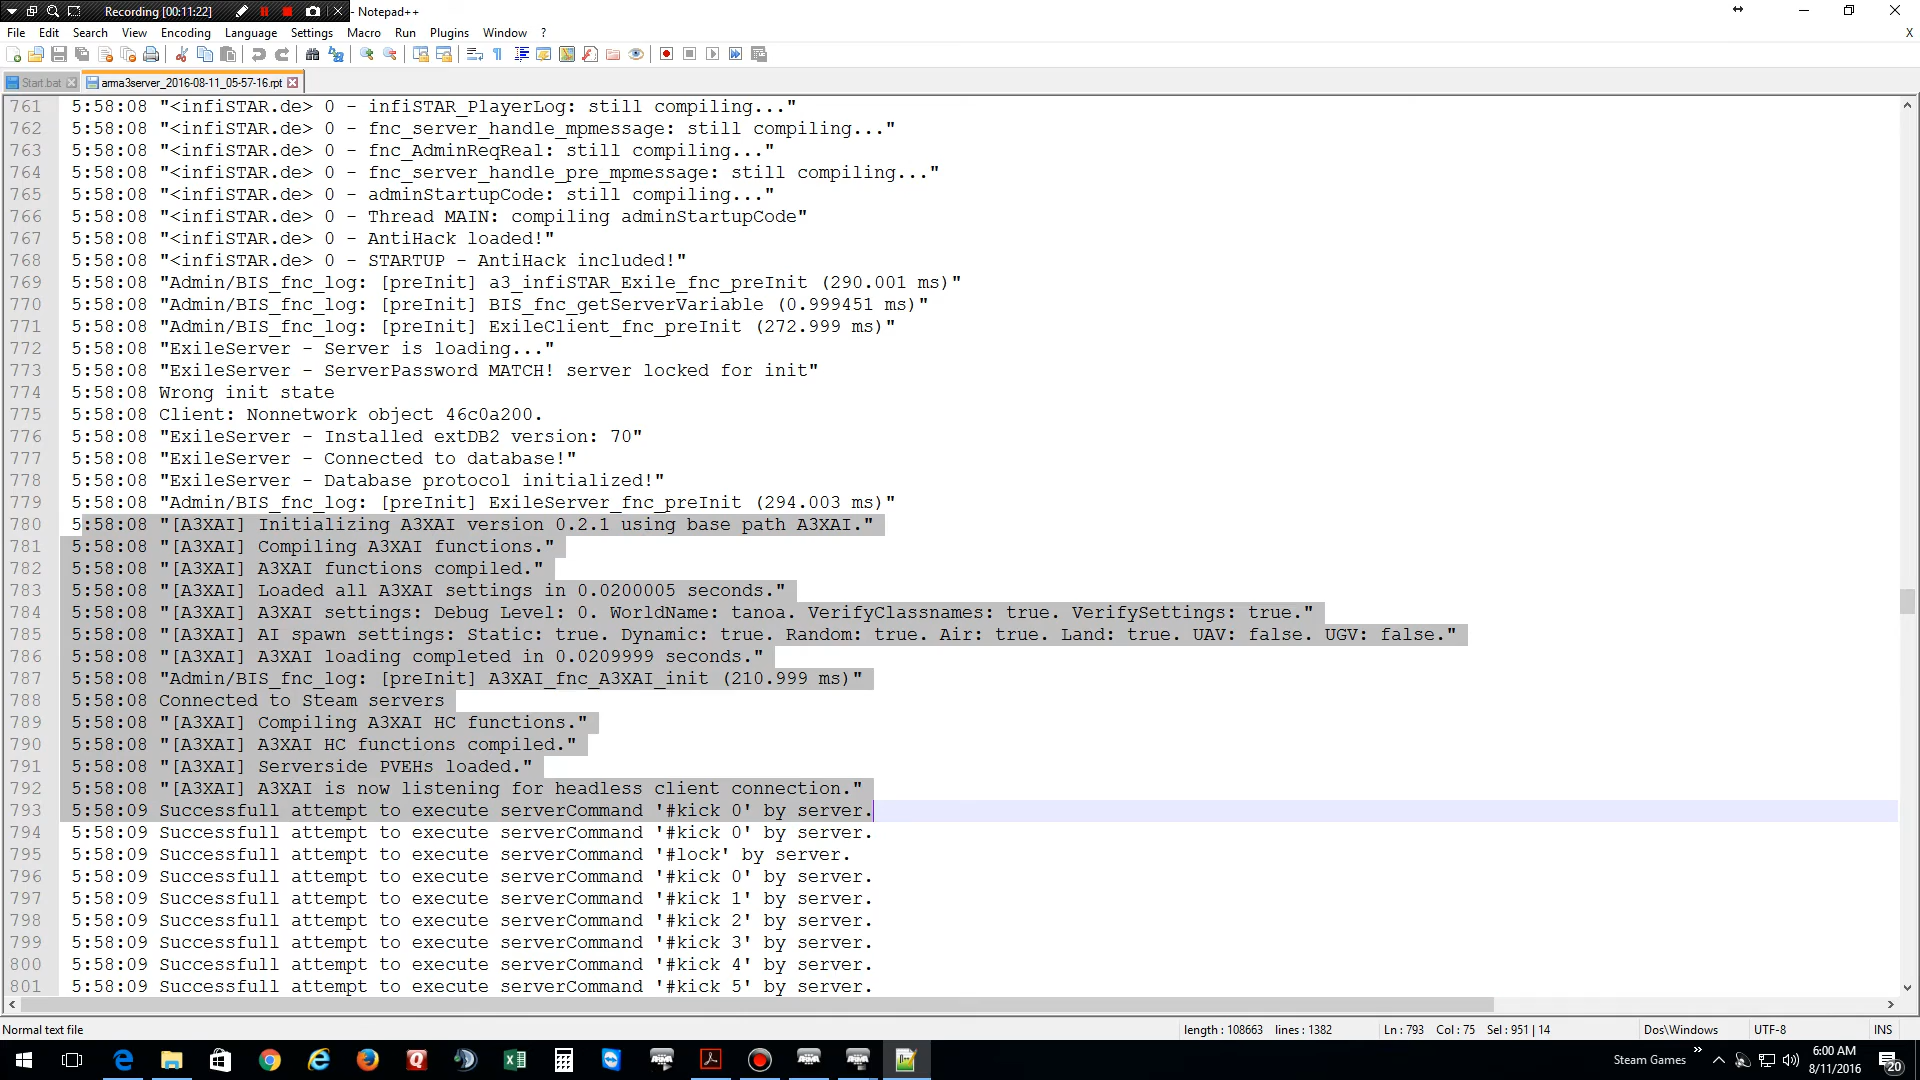 Recording [00:11:22]
- Notepad++
File Edit Search View Encoding Language Settings Macro Run Plugins Window ? X
Start.bat arma3server_2016-08-11_05-57-16.rpt
761 5:58:08 "<infiSTAR.de> 0 - infiSTAR_PlayerLog: still compiling..."
762 5:58:08 "<infiSTAR.de> 0 - fnc_server_handle_mpmessage: still compiling..."
763 5:58:08 "<infiSTAR.de> 0 - fnc_AdminReqReal: still compiling..."
764 5:58:08 "<infiSTAR.de> 0 - fnc_server_handle_pre_mpmessage: still compiling..."
765 5:58:08 "<infiSTAR.de> 0 - adminStartupCode: still compiling..."
766 5:58:08 "<infiSTAR.de> 0 - Thread MAIN: compiling adminStartupCode"
767 5:58:08 "<infiSTAR.de> 0 - AntiHack loaded!"
768 5:58:08 "<infiSTAR.de> 0 - STARTUP - AntiHack included!"
769 5:58:08 "Admin/BIS_fnc_log: [preInit] a3_infiSTAR_Exile_fnc_preInit (290.001 ms)"
770 5:58:08 "Admin/BIS_fnc_log: [preInit] BIS_fnc_getServerVariable (0.999451 ms)"
771 5:58:08 "Admin/BIS_fnc_log: [preInit] ExileClient_fnc_preInit (272.999 ms)"
772 5:58:08 "ExileServer - Server is loading..."
773 5:58:08 "ExileServer - ServerPassword MATCH! server locked for init"
774 5:58:08 Wrong init state
775 5:58:08 Client: Nonnetwork object 46c0a200.
776 5:58:08 "ExileServer - Installed extDB2 version: 70"
777 5:58:08 "ExileServer - Connected to database!"
778 5:58:08 "ExileServer - Database protocol initialized!"
779 5:58:08 "Admin/BIS_fnc_log: [preInit] ExileServer_fnc_preInit (294.003 ms)"
780 5:58:08 "[A3XAI] Initializing A3XAI version 0.2.1 using base path A3XAI."
781 5:58:08 "[A3XAI] Compiling A3XAI functions."
782 5:58:08 "[A3XAI] A3XAI functions compiled."
783 5:58:08 "[A3XAI] Loaded all A3XAI settings in 0.0200005 seconds."
784 5:58:08 "[A3XAI] A3XAI settings: Debug Level: 0. WorldName: tanoa. VerifyClassnames: true. VerifySettings: true."
785 5:58:08 "[A3XAI] AI spawn settings: Static: true. Dynamic: true. Random: true. Air: true. Land: true. UAV: false. UGV: false."
786 5:58:08 "[A3XAI] A3XAI loading completed in 0.0209999 seconds."
787 5:58:08 "Admin/BIS_fnc_log: [preInit] A3XAI_fnc_A3XAI_init (210.999 ms)"
788 5:58:08 Connected to Steam servers
789 5:58:08 "[A3XAI] Compiling A3XAI HC functions."
790 5:58:08 "[A3XAI] A3XAI HC functions compiled."
791 5:58:08 "[A3XAI] Serverside PVEHs loaded."
792 5:58:08 "[A3XAI] A3XAI is now listening for headless client connection."
793 5:58:09 Successfull attempt to execute serverCommand '#kick 0' by server.
794 5:58:09 Successfull attempt to execute serverCommand '#kick 0' by server.
795 5:58:09 Successfull attempt to execute serverCommand '#lock' by server.
796 5:58:09 Successfull attempt to execute serverCommand '#kick 0' by server.
797 5:58:09 Successfull attempt to execute serverCommand '#kick 1' by server.
798 5:58:09 Successfull attempt to execute serverCommand '#kick 2' by server.
799 5:58:09 Successfull attempt to execute serverCommand '#kick 3' by server.
800 5:58:09 Successfull attempt to execute serverCommand '#kick 4' by server.
801 5:58:09 Successfull attempt to execute serverCommand '#kick 5' by server.
Normal text file length : 108663 lines : 1382 Ln : 793 Col : 75 Sel : 951 | 14 Dos\Windows UTF-8 INS
Steam Games » 6:00 AM
8/11/2016 20